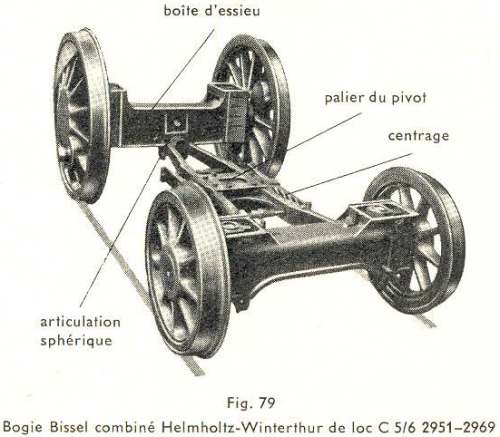 boîte d'essieu
palier du pivot
centrage
articulation
sphérique
Fig. 79
Bogie Bissel combiné Helmholtz-Winterthur de loc C 5/6 2951–2969